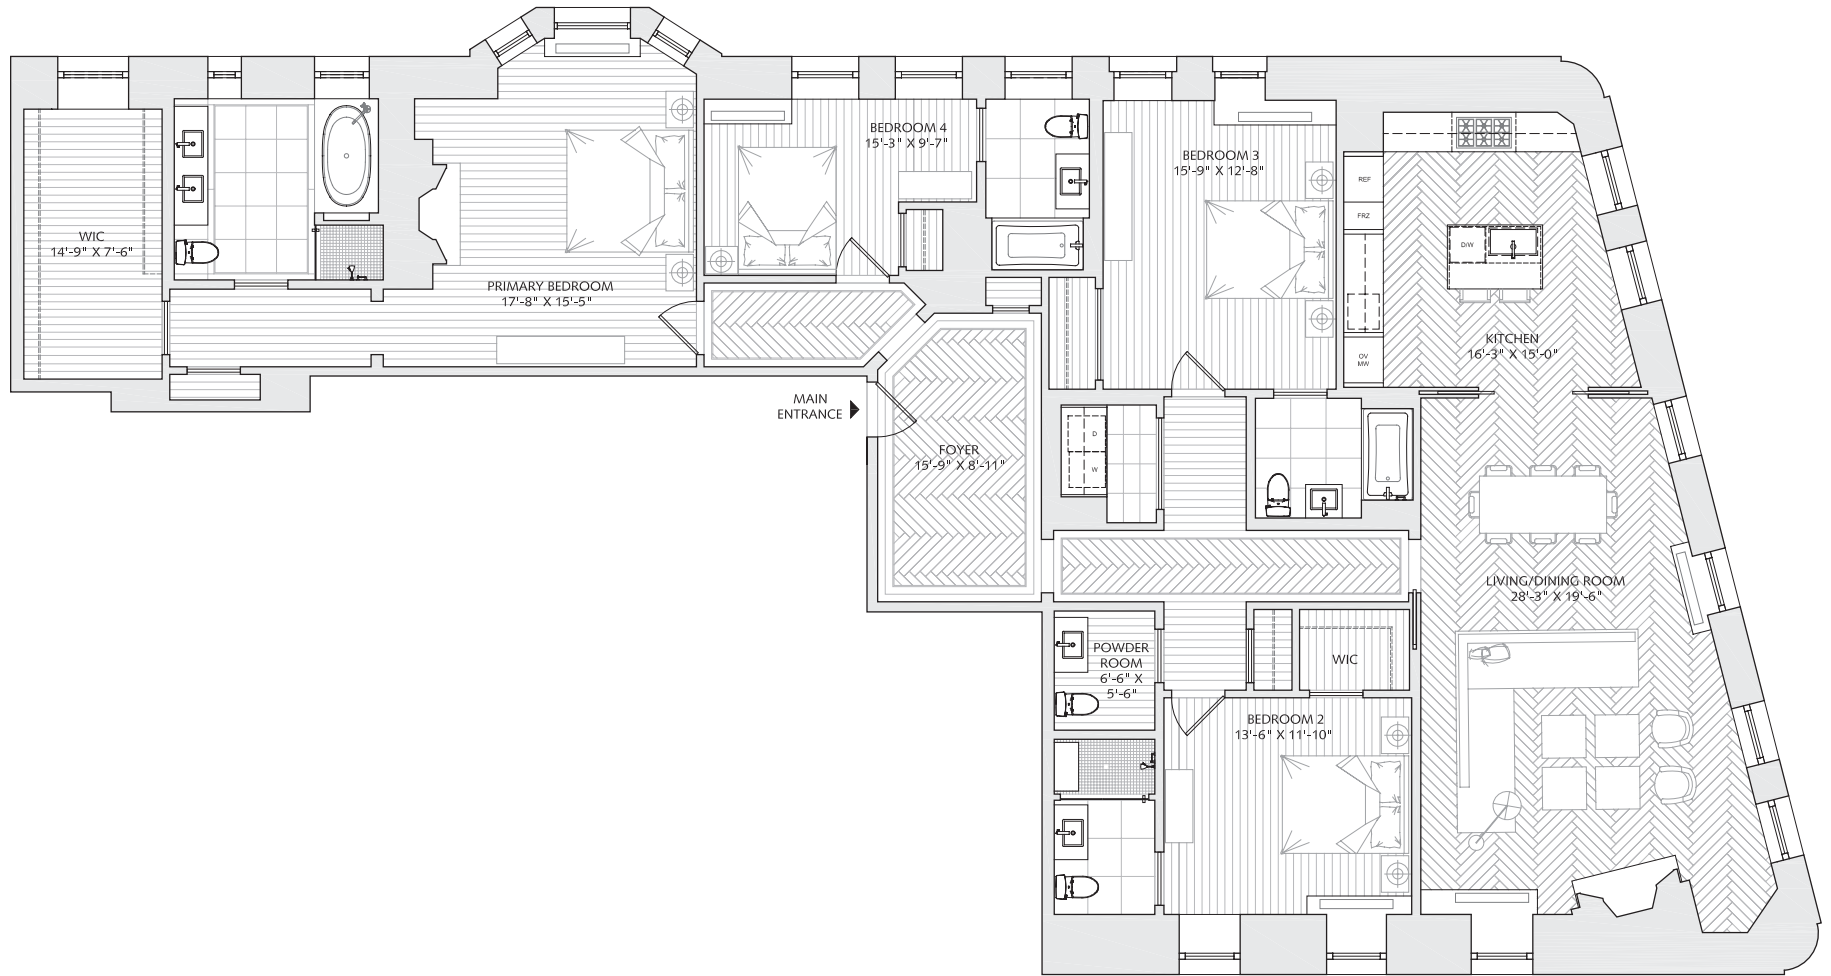 BEDROOM 4
15'-3" X 9'-7"
BEDROOM 3
15'-9" X 12'-8"
REF
FRZ
D/W
WIC
14'-9" X 7'-6"
PRIMARY BEDROOM
17'-8" X 15'-5"
KITCHEN
16'-3" X 15'-0"
OV
MW
MAIN
ENTRANCE
FOYER
15'-9" X 8'-11"
D
W
LIVING/DINING ROOM
28'-3" X 19'-6"
POWDER
ROOM
6'-6" X
5'-6"
WIC
BEDROOM 2
13'-6" X 11'-10"